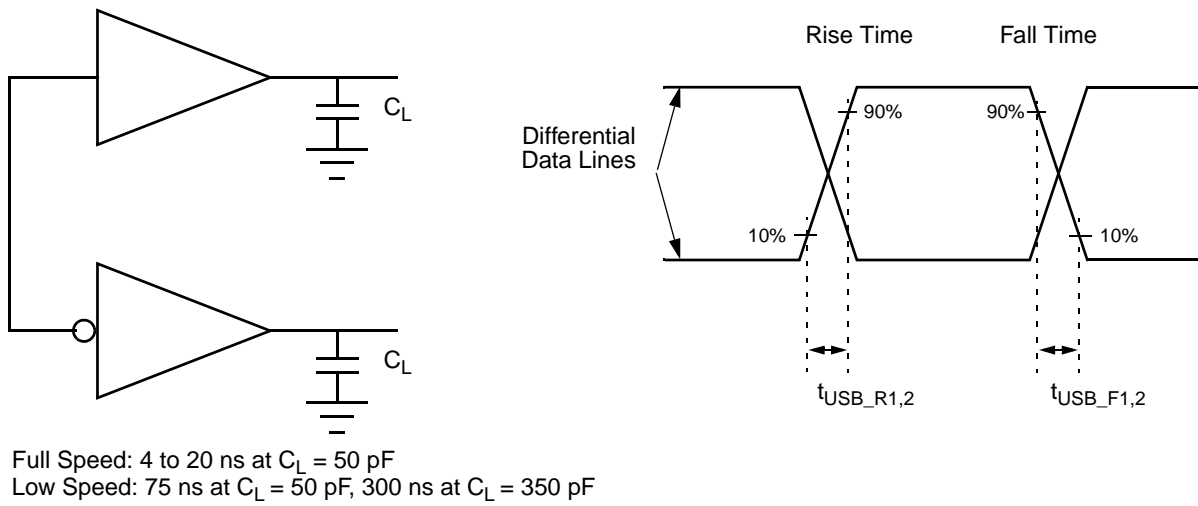 Rise Time
Fall Time
C_L
90%
90%
Differential
Data Lines
10%
10%
C_L
t_USB_R1,2
t_USB_F1,2
Full Speed: 4 to 20 ns at C_L = 50 pF
Low Speed: 75 ns at C_L = 50 pF, 300 ns at C_L = 350 pF